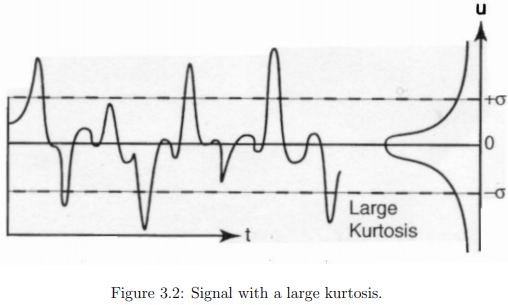 u
+σ
0
-σ
Large
Kurtosis
t
Figure 3.2: Signal with a large kurtosis.